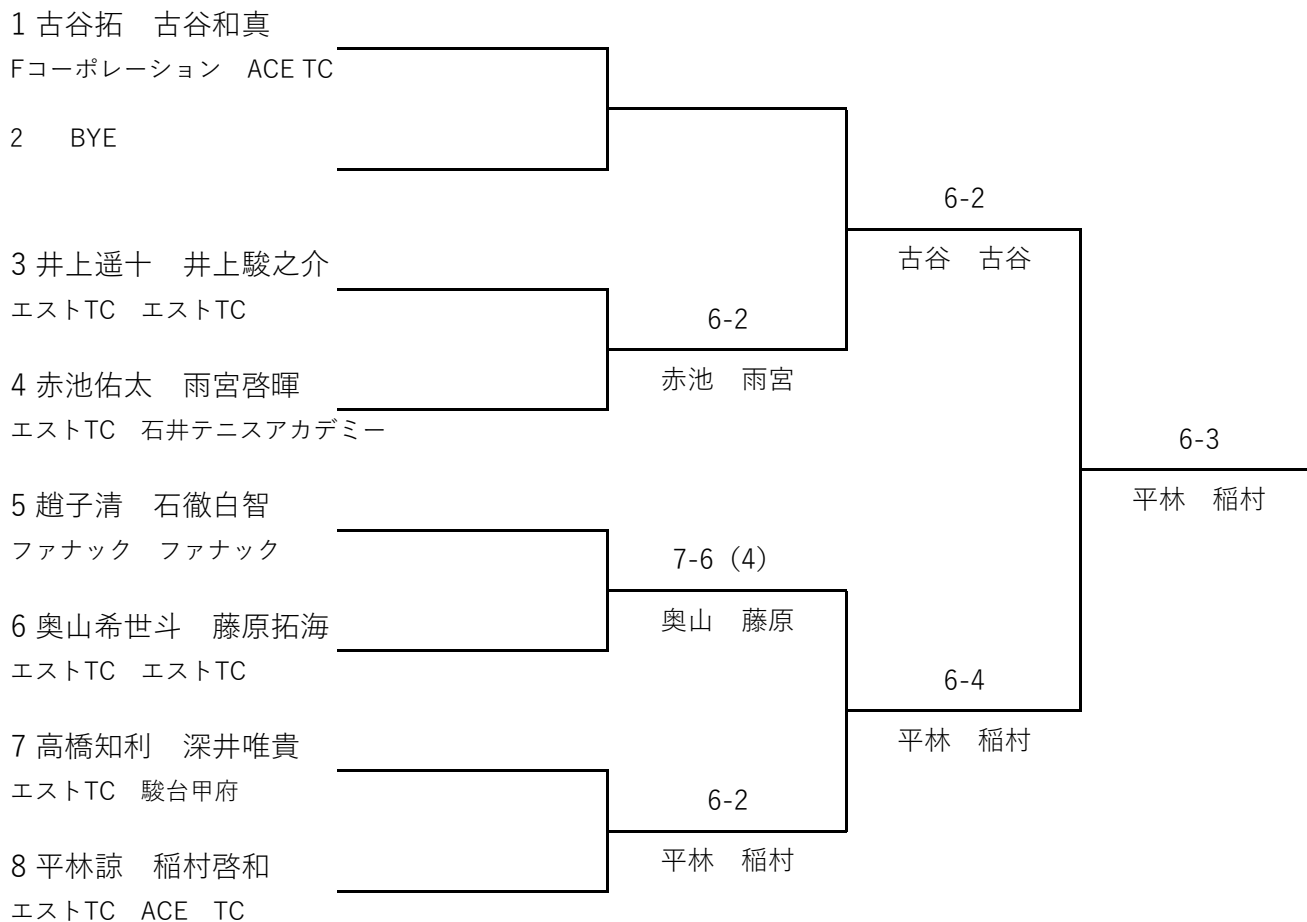 1 古谷拓　古谷和真
Fコーポレーション　ACE TC
2　BYE
6-2
古谷　古谷
3 井上遥十　井上駿之介
エストTC　エストTC
6-2
赤池　雨宮
4 赤池佑太　雨宮啓暉
エストTC　石井テニスアカデミー
6-3
平林　稲村
5 趙子清　石徹白智
ファナック　ファナック
7-6（4）
奥山　藤原
6 奥山希世斗　藤原拓海
エストTC　エストTC
6-4
平林　稲村
7 高橋知利　深井唯貴
エストTC　駿台甲府
6-2
平林　稲村
8 平林諒　稲村啓和
エストTC　ACE　TC